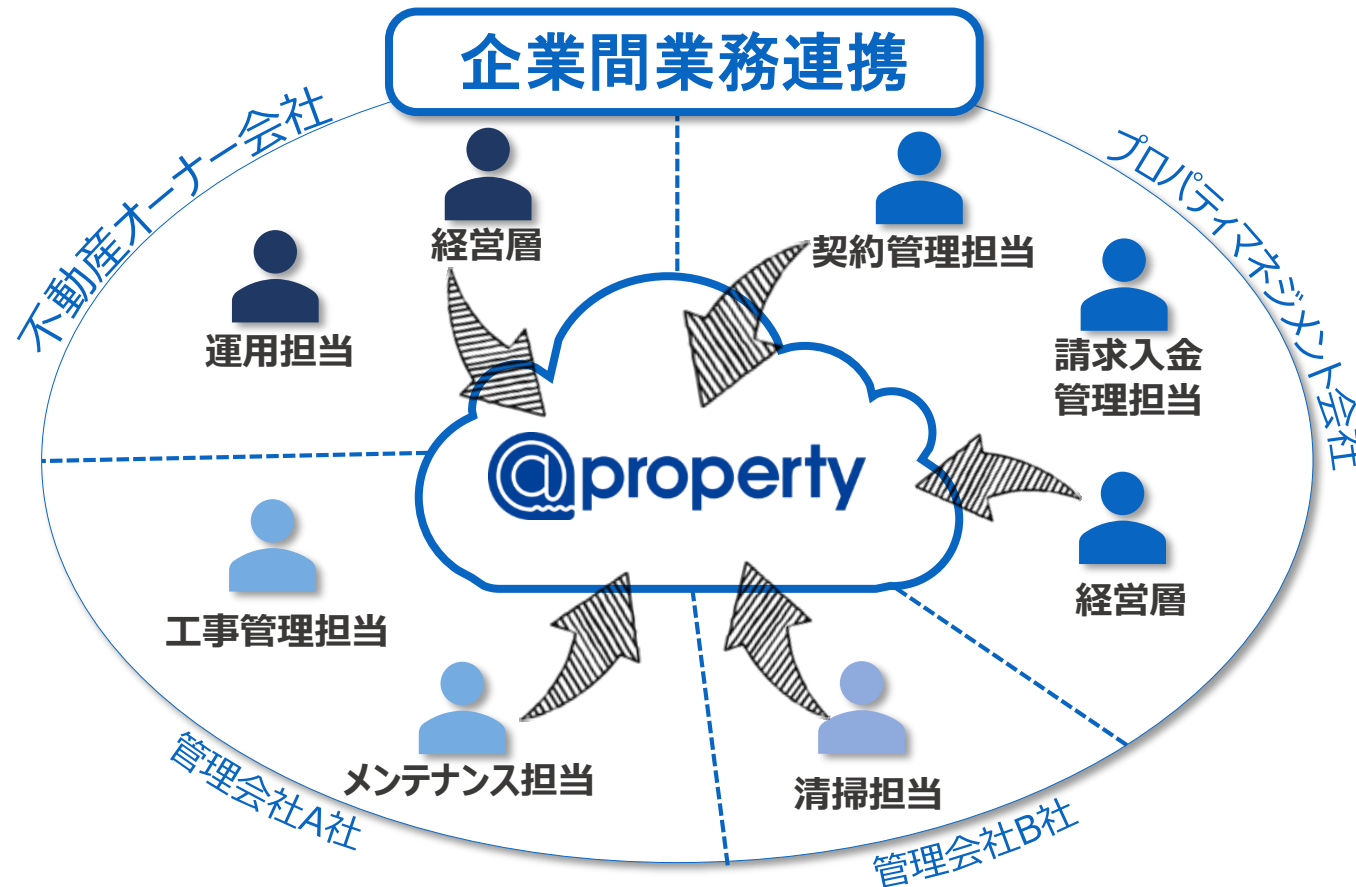 企業間業務連携
不動産オーナー会社
経営層
運用担当
プロパティマネジメント会社
契約管理担当
請求入金
管理担当
経営層
@property
工事管理担当
メンテナンス担当
管理会社A社
清掃担当
管理会社B社